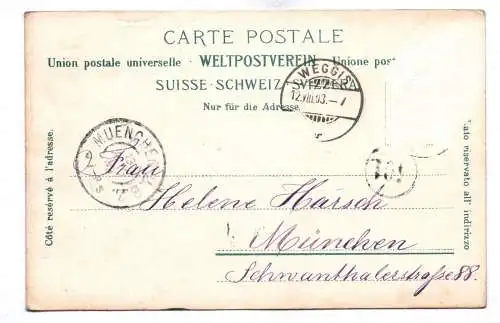 CARTE POSTALE
Union postale universelle · WELTPOSTVEREIN · Unione post
SUISSE·SCHWEIZ·SVIZZERA
Nur für die Adresse.
WEGGIS
12.VIII.03.
MUENCHEN
Frau
Helene Harsch
München
Schwanthalerstraße 88.
Côté réservé à l'adresse.
lato riservato all' indirizzo